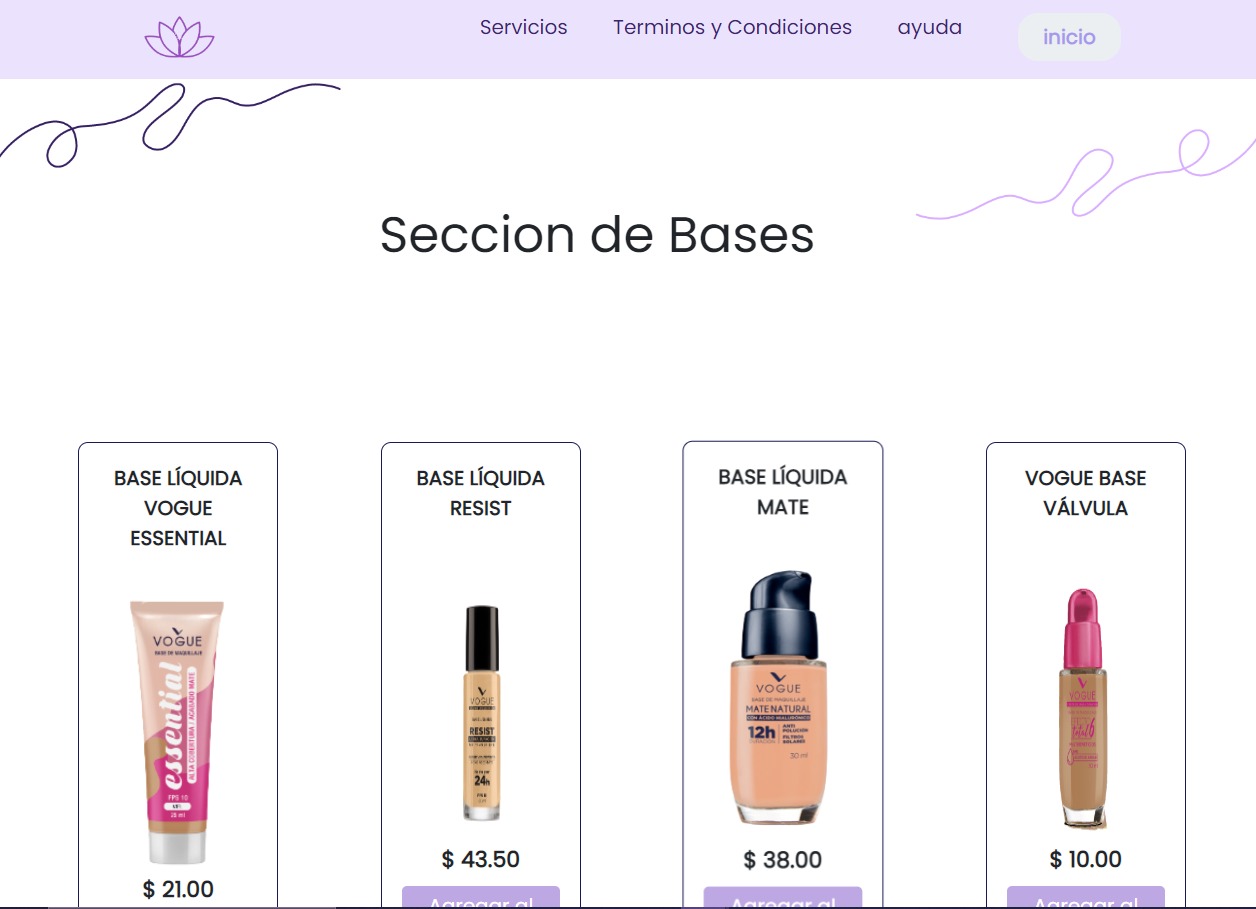 Servicios
Terminos y Condiciones
ayuda
inicio
Seccion de Bases
BASE LÍQUIDA
VOGUE
ESSENTIAL
BASE LÍQUIDA
RESIST
BASE LÍQUIDA
MATE
VOGUE BASE
VÁLVULA
VOGUE
BASE DE MAQUILLAJE
essential
ALTA COBERTURA / ACABADO MATE
FPS 10
VOGUE
RESIST
24h
VOGUE
BASE DE MAQUILLAJE
MATE NATURAL
CON ÁCIDO HIALURÓNICO
12h
DURACIÓN
ANTI
POLUCIÓN
FILTROS
SOLARES
30 ml
VOGUE
total 6
$ 21.00
$ 43.50
$ 38.00
$ 10.00
Agregar al
Agregar al
Agregar al